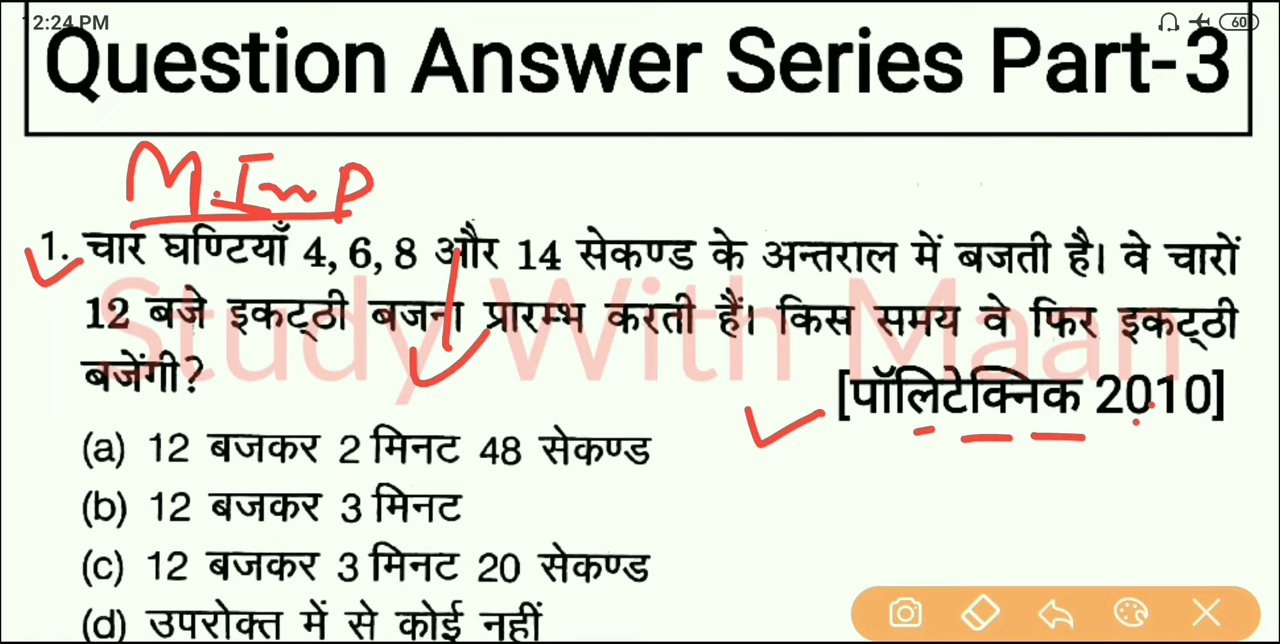 12:24 PM
60
Question Answer Series Part-3
M.Imp
1. चार घण्टियाँ 4, 6, 8 और 14 सेकण्ड के अन्तराल में बजती है। वे चारों
12 बजे इकट्ठी बजना प्रारम्भ करती हैं। किस समय वे फिर इकट्ठी
बजेंगी?
[पॉलिटेक्निक 2010]
Study With Maan
(a) 12 बजकर 2 मिनट 48 सेकण्ड
(b) 12 बजकर 3 मिनट
(c) 12 बजकर 3 मिनट 20 सेकण्ड
(d) उपरोक्त में से कोई नहीं